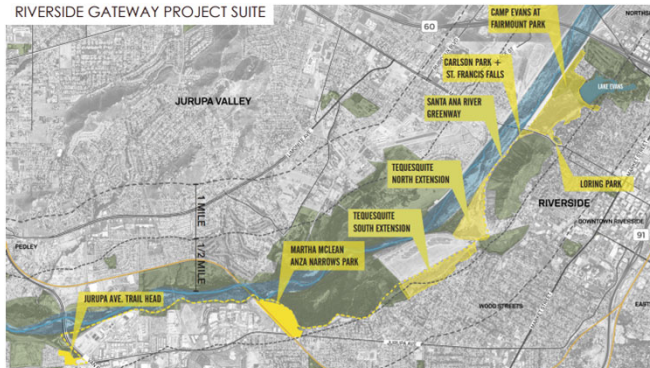 RIVERSIDE GATEWAY PROJECT SUITE
CAMP EVANS AT
FAIRMOUNT PARK
60
CARLSON PARK +
ST. FRANCIS FALLS
LAKE EVANS
JURUPA VALLEY
SANTA ANA RIVER
GREENWAY
TEQUESQUITE
NORTH EXTENSION
LORING PARK
1 MILE
RIVERSIDE
TEQUESQUITE
SOUTH EXTENSION
DOWNTOWN RIVERSIDE
91
1/2 MILE
PEDLEY
MARTHA MCLEAN
ANZA NARROWS PARK
JURUPA AVE. TRAIL HEAD
WOOD STREETS